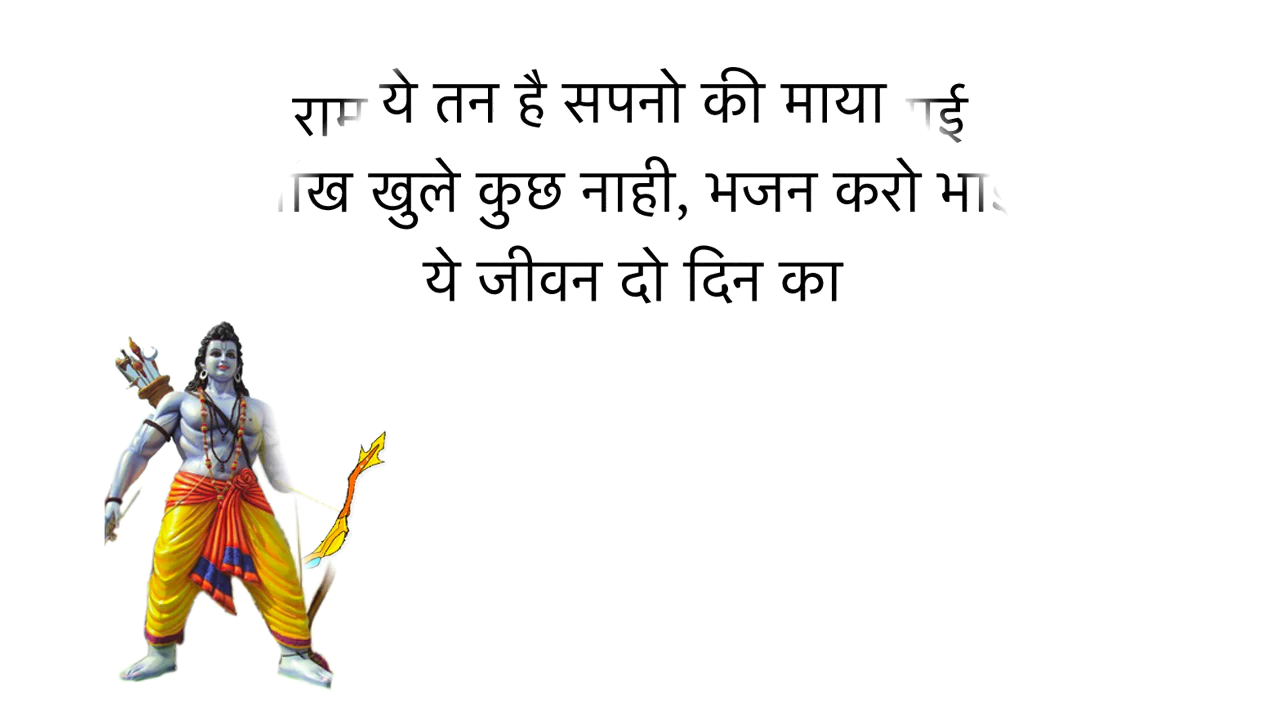 ये तन है सपनो की माया
खुले कुछ नाही, भजन करो
ये जीवन दो दिन का